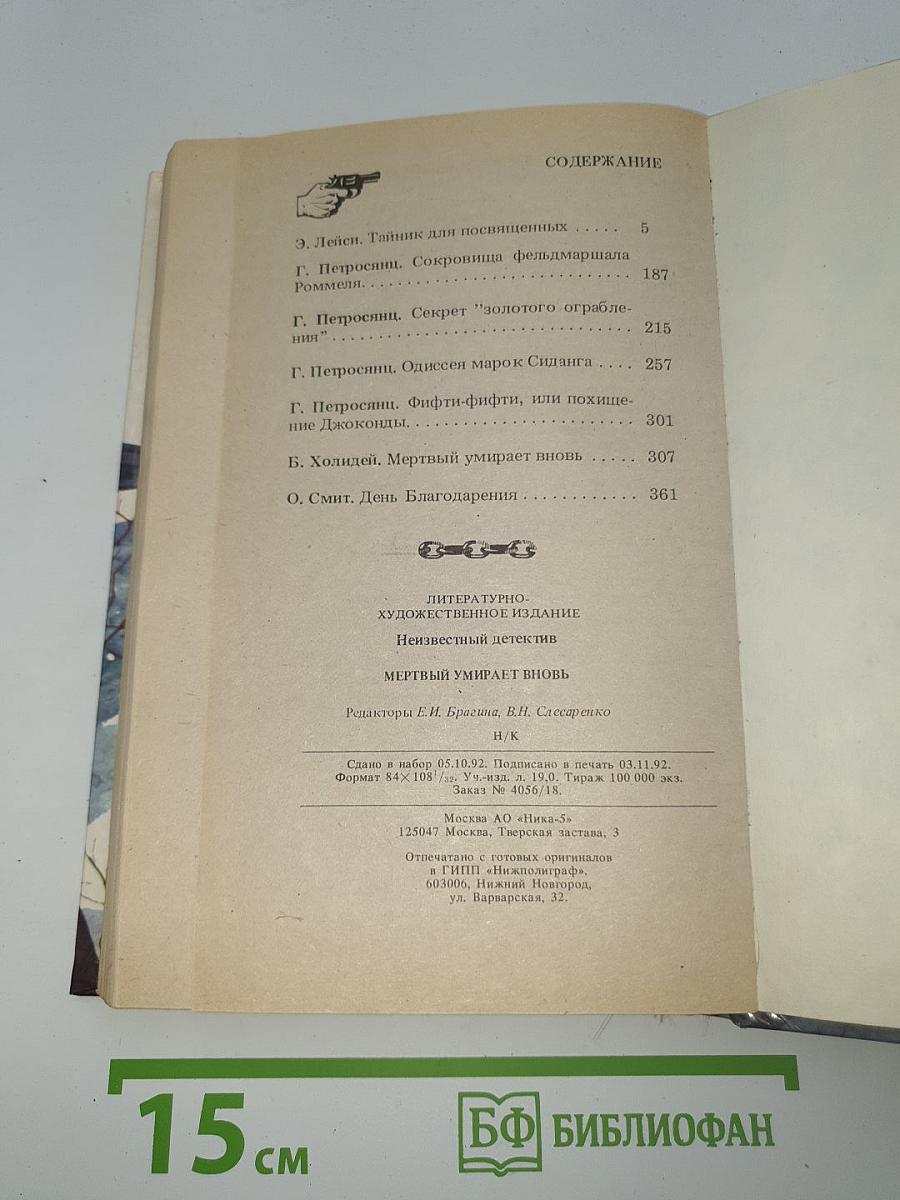 СОДЕРЖАНИЕ
Э. Лейси. Тайник для посвященных ..... 5
Г. Петросянц. Сокровища фельдмаршала
Роммеля............................ 187
Г. Петросянц. Секрет "золотого ограбле-
ния" ............................... 215
Г. Петросянц. Одиссея марок Сиданга .... 257
Г. Петросянц. Фифти-фифти, или похище-
ние Джоконды....................... 301
Б. Холидей. Мертвый умирает вновь ..... 307
О. Смит. День Благодарения ............ 361
ЛИТЕРАТУРНО-
ХУДОЖЕСТВЕННОЕ ИЗДАНИЕ
Неизвестный детектив
МЕРТВЫЙ УМИРАЕТ ВНОВЬ
Редакторы Е.И. Брагина, В.Н. Слесаренко
Н/К
Сдано в набор 05.10.92. Подписано в печать 03.11.92.
Формат 84×108 1/32. Уч.-изд. л. 19,0. Тираж 100 000 экз.
Заказ № 4056/18.
Москва АО «Ника-5»
125047 Москва, Тверская застава, 3
Отпечатано с готовых оригиналов
в ГИПП «Нижполиграф».
603006, Нижний Новгород,
ул. Варварская, 32.
15 см
БФ БИБЛИОФАН